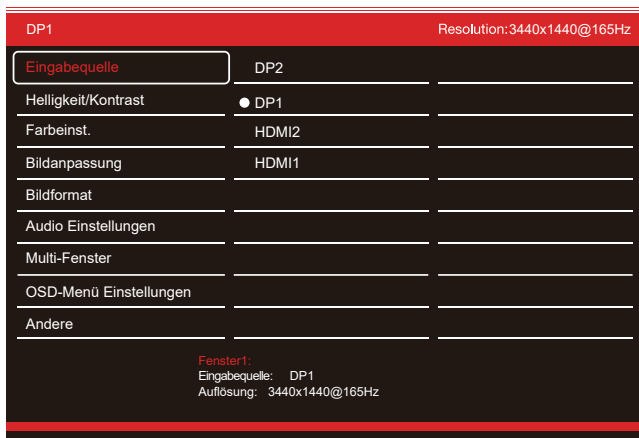 DP1 Resolution:3440x1440@165Hz
Eingabequelle DP2
Helligkeit/Kontrast DP1
Farbeinst. HDMI2
Bildanpassung HDMI1
Bildformat
Audio Einstellungen
Multi-Fenster
OSD-Menü Einstellungen
Andere
Fenster1:
Eingabequelle: DP1
Auflösung: 3440x1440@165Hz